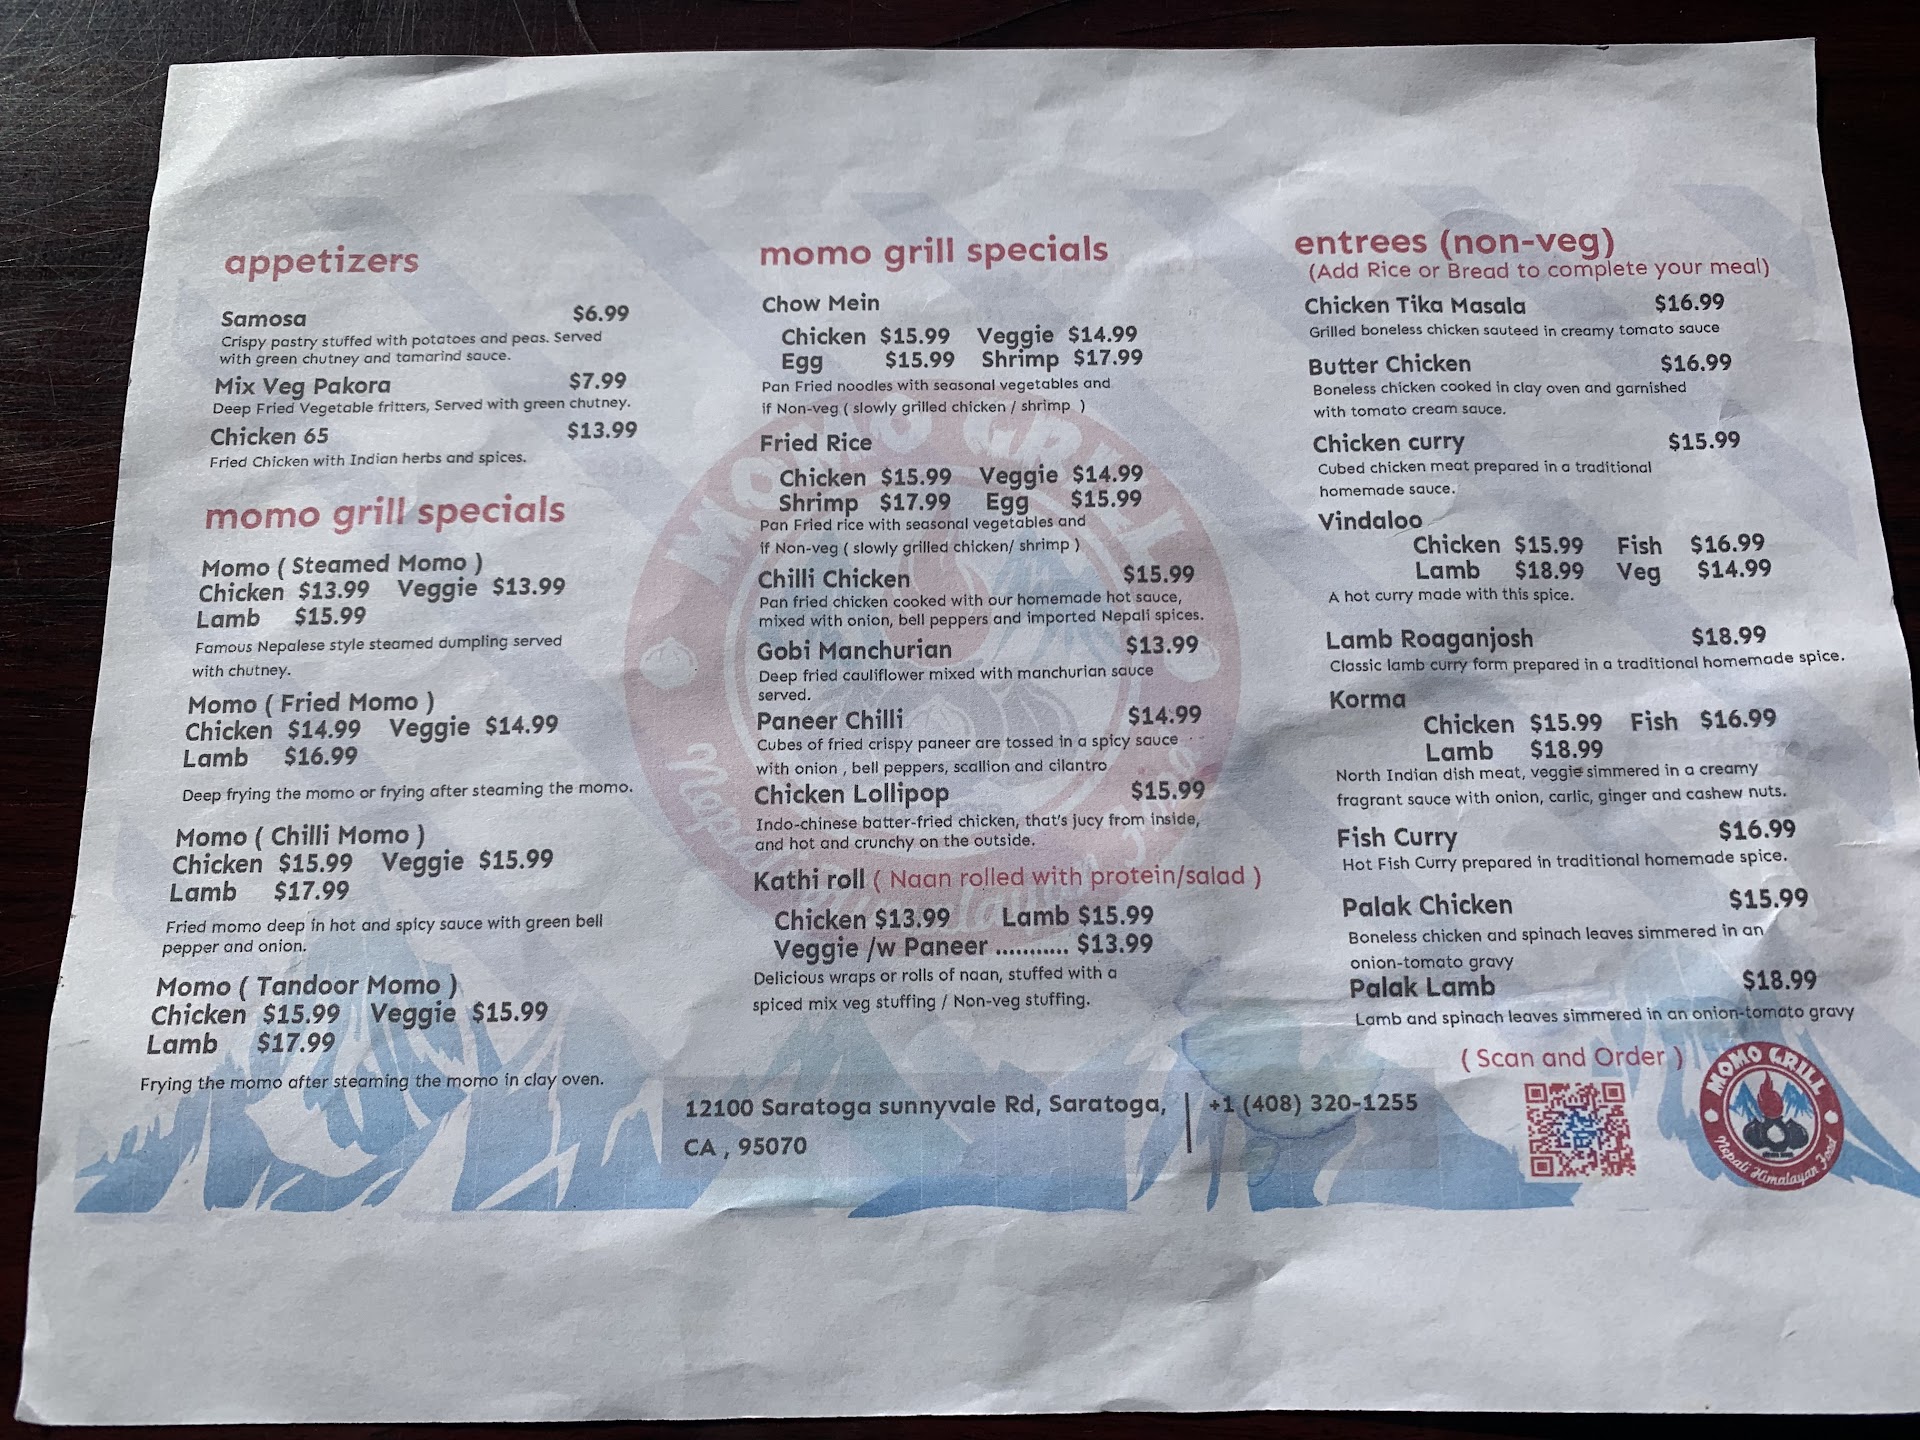 appetizers
Samosa $6.99
Crispy pastry stuffed with potatoes and peas. Served
with green chutney and tamarind sauce.
Mix Veg Pakora $7.99
Deep Fried Vegetable fritters, Served with green chutney.
Chicken 65 $13.99
Fried Chicken with Indian herbs and spices.
momo grill specials
Momo ( Steamed Momo )
Chicken $13.99 Veggie $13.99
Lamb $15.99
Famous Nepalese style steamed dumpling served
with chutney.
Momo ( Fried Momo )
Chicken $14.99 Veggie $14.99
Lamb $16.99
Deep frying the momo or frying after steaming the momo.
Momo ( Chilli Momo )
Chicken $15.99 Veggie $15.99
Lamb $17.99
Fried momo deep in hot and spicy sauce with green bell
pepper and onion.
Momo ( Tandoor Momo )
Chicken $15.99 Veggie $15.99
Lamb $17.99
Frying the momo after steaming the momo in clay oven.
momo grill specials
Chow Mein
Chicken $15.99 Veggie $14.99
Egg $15.99 Shrimp $17.99
Pan Fried noodles with seasonal vegetables and
if Non-veg ( slowly grilled chicken / shrimp )
Fried Rice
Chicken $15.99 Veggie $14.99
Shrimp $17.99 Egg $15.99
Pan Fried rice with seasonal vegetables and
if Non-veg ( slowly grilled chicken/ shrimp )
Chilli Chicken $15.99
Pan fried chicken cooked with our homemade hot sauce,
mixed with onion, bell peppers and imported Nepali spices.
Gobi Manchurian $13.99
Deep fried cauliflower mixed with manchurian sauce
served.
Paneer Chilli $14.99
Cubes of fried crispy paneer are tossed in a spicy sauce
with onion , bell peppers, scallion and cilantro
Chicken Lollipop $15.99
Indo-chinese batter-fried chicken, that's jucy from inside,
and hot and crunchy on the outside.
Kathi roll ( Naan rolled with protein/salad )
Chicken $13.99 Lamb $15.99
Veggie /w Paneer ........... $13.99
Delicious wraps or rolls of naan, stuffed with a
spiced mix veg stuffing / Non-veg stuffing.
entrees (non-veg)
(Add Rice or Bread to complete your meal)
Chicken Tika Masala $16.99
Grilled boneless chicken sauteed in creamy tomato sauce
Butter Chicken $16.99
Boneless chicken cooked in clay oven and garnished
with tomato cream sauce.
Chicken curry $15.99
Cubed chicken meat prepared in a traditional
homemade sauce.
Vindaloo
Chicken $15.99 Fish $16.99
Lamb $18.99 Veg $14.99
A hot curry made with this spice.
Lamb Roaganjosh $18.99
Classic lamb curry form prepared in a traditional homemade spice.
Korma
Chicken $15.99 Fish $16.99
Lamb $18.99
North Indian dish meat, veggie simmered in a creamy
fragrant sauce with onion, carlic, ginger and cashew nuts.
Fish Curry $16.99
Hot Fish Curry prepared in traditional homemade spice.
Palak Chicken $15.99
Boneless chicken and spinach leaves simmered in an
onion-tomato gravy
Palak Lamb $18.99
Lamb and spinach leaves simmered in an onion-tomato gravy
( Scan and Order )
MOMO GRILL
Nepali Himalayan Food
12100 Saratoga sunnyvale Rd, Saratoga, | +1 (408) 320-1255
CA , 95070